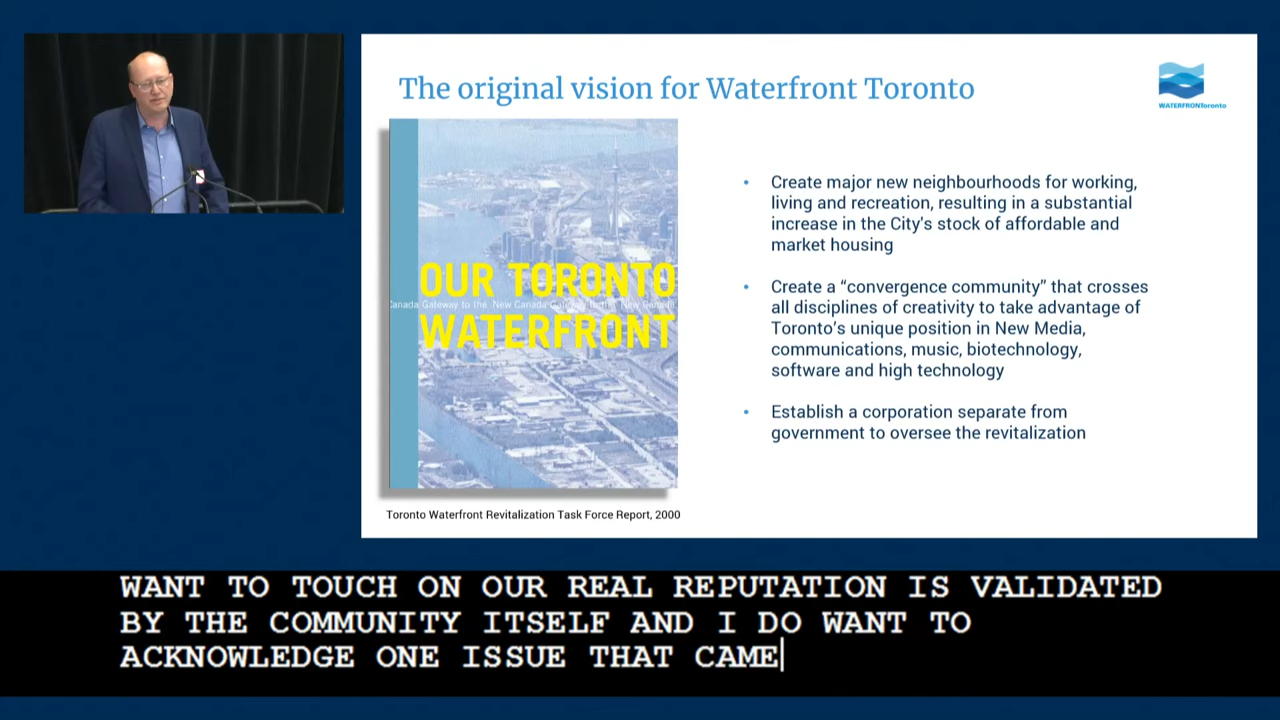 The original vision for Waterfront Toronto
WATERFRONToronto
OUR TORONTO
Canada Gateway to the New Canada Gateway to the New Canada
WATERFRONT
Toronto Waterfront Revitalization Task Force Report, 2000
• Create major new neighbourhoods for working,
living and recreation, resulting in a substantial
increase in the City's stock of affordable and
market housing
• Create a “convergence community” that crosses
all disciplines of creativity to take advantage of
Toronto’s unique position in New Media,
communications, music, biotechnology,
software and high technology
• Establish a corporation separate from
government to oversee the revitalization
WANT TO TOUCH ON OUR REAL REPUTATION IS VALIDATED
BY THE COMMUNITY ITSELF AND I DO WANT TO
ACKNOWLEDGE ONE ISSUE THAT CAME